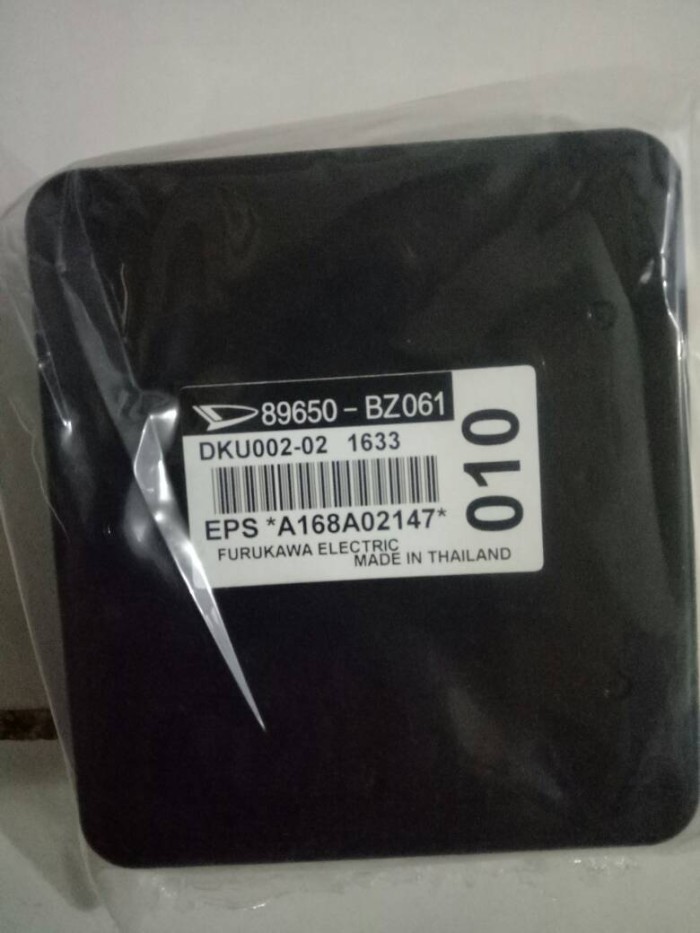 89650 - BZ061
DKU002-02 1633
EPS *A168A02147*
FURUKAWA ELECTRIC
MADE IN THAILAND
010